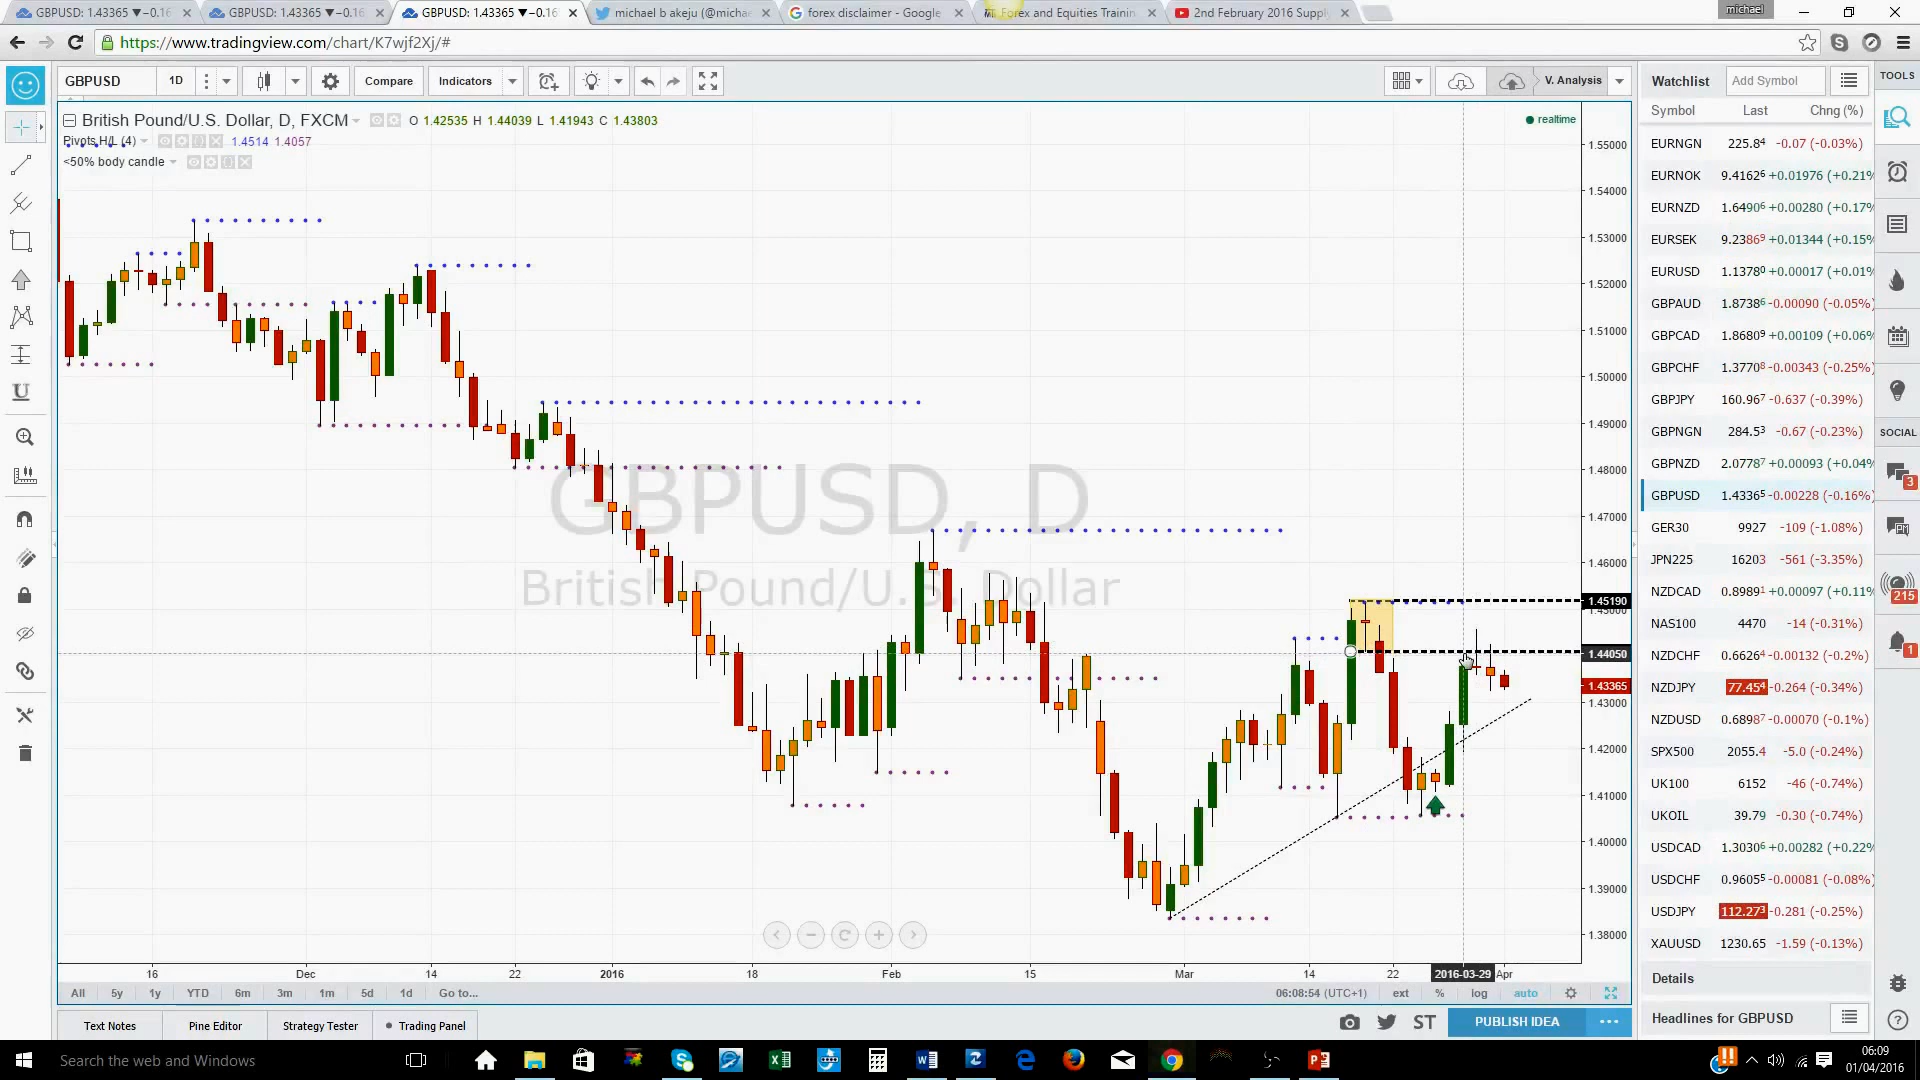 GBPUSD: 1.43365 ▼−0.16
GBPUSD: 1.43365 ▼−0.16
GBPUSD: 1.43365 ▼−0.16
michael b akeju (@michae
forex disclaimer - Google
Forex and Equities Trainin
2nd February 2016 Supply
michael
https://www.tradingview.com/chart/K7wjf2Xj/#
GBPUSD
1D
Compare
Indicators
V. Analysis
British Pound/U.S. Dollar, D, FXCM
O 1.42535 H 1.44039 L 1.41943 C 1.43803
realtime
Pivots H/L (4)
1.4514 1.4057
<50% body candle
GBPUSD, D
British Pound/U.S. Dollar
1.55000
1.54000
1.53000
1.52000
1.51000
1.50000
1.49000
1.48000
1.47000
1.46000
1.45190
1.45000
1.44050
1.43365
1.43000
1.42000
1.41000
1.40000
1.39000
1.38000
16
Dec
14
22
2016
18
Feb
15
Mar
14
22
2016-03-29
Apr
All
5y
1y
YTD
6m
3m
1m
5d
1d
Go to...
06:08:54 (UTC+1)
ext
%
log
auto
Text Notes
Pine Editor
Strategy Tester
Trading Panel
ST
PUBLISH IDEA
Watchlist
Add Symbol
TOOLS
Symbol Last Chng (%)
EURNGN 225.84 -0.07 (-0.03%)
EURNOK 9.41626 +0.01976 (+0.21%
EURNZD 1.64906 +0.00280 (+0.17%
EURSEK 9.23869 +0.01344 (+0.15%
EURUSD 1.13780 +0.00017 (+0.01%
GBPAUD 1.87386 -0.00090 (-0.05%)
GBPCAD 1.86809 +0.00109 (+0.06%
GBPCHF 1.37708 -0.00343 (-0.25%)
GBPJPY 160.967 -0.637 (-0.39%)
GBPNGN 284.53 -0.67 (-0.23%)
GBPNZD 2.07787 +0.00093 (+0.04%
GBPUSD 1.43365 -0.00228 (-0.16%)
GER30 9927 -109 (-1.08%)
JPN225 16203 -561 (-3.35%)
NZDCAD 0.89891 +0.00097 (+0.11%
NAS100 4470 -14 (-0.31%)
NZDCHF 0.66264 -0.00132 (-0.2%)
NZDJPY 77.454 -0.264 (-0.34%)
NZDUSD 0.68987 -0.00070 (-0.1%)
SPX500 2055.4 -5.0 (-0.24%)
UK100 6152 -46 (-0.74%)
UKOIL 39.79 -0.30 (-0.74%)
USDCAD 1.30306 +0.00282 (+0.22%
USDCHF 0.96055 -0.00081 (-0.08%)
USDJPY 112.273 -0.281 (-0.25%)
XAUUSD 1230.65 -1.59 (-0.13%)
Details
Headlines for GBPUSD
SOCIAL
3
215
1
Search the web and Windows
06:09
01/04/2016